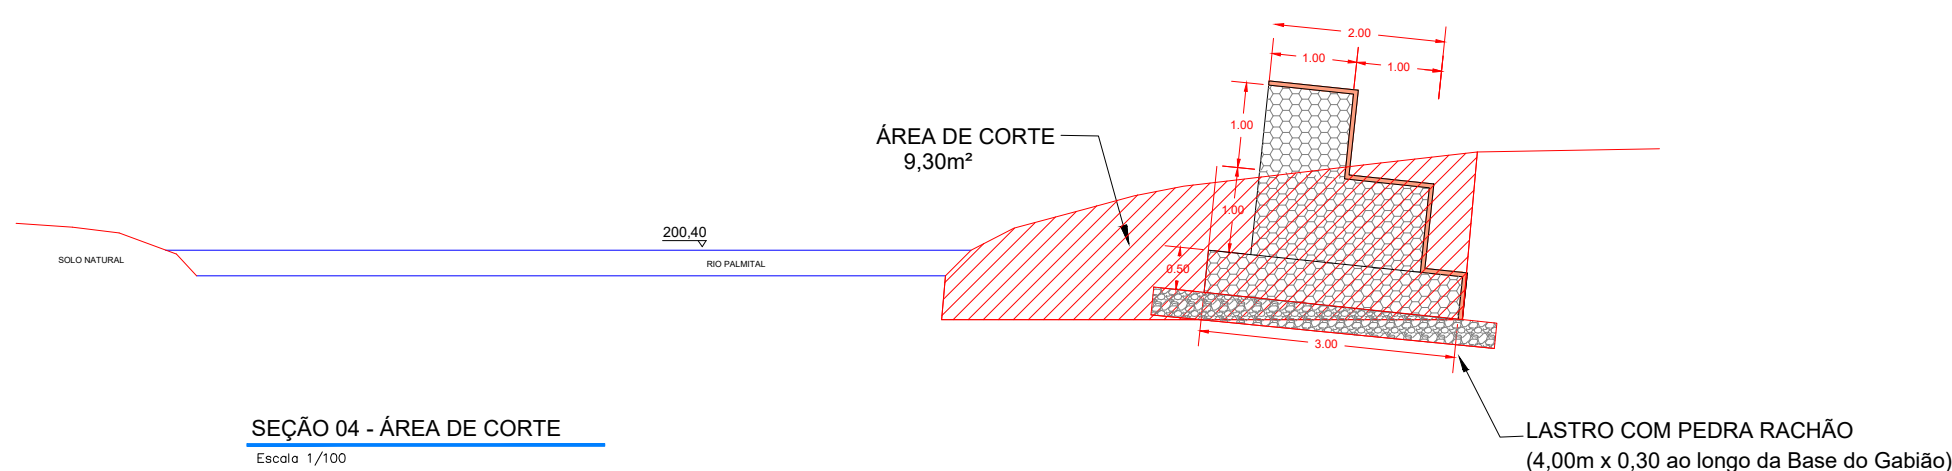 2.00
1.00
1.00
1.00
ÁREA DE CORTE
9,30m²
1.00
200,40
SOLO NATURAL
RIO PALMITAL
0.50
3.00
SEÇÃO 04 - ÁREA DE CORTE
Escala 1/100
LASTRO COM PEDRA RACHÃO
(4,00m x 0,30 ao longo da Base do Gabião)